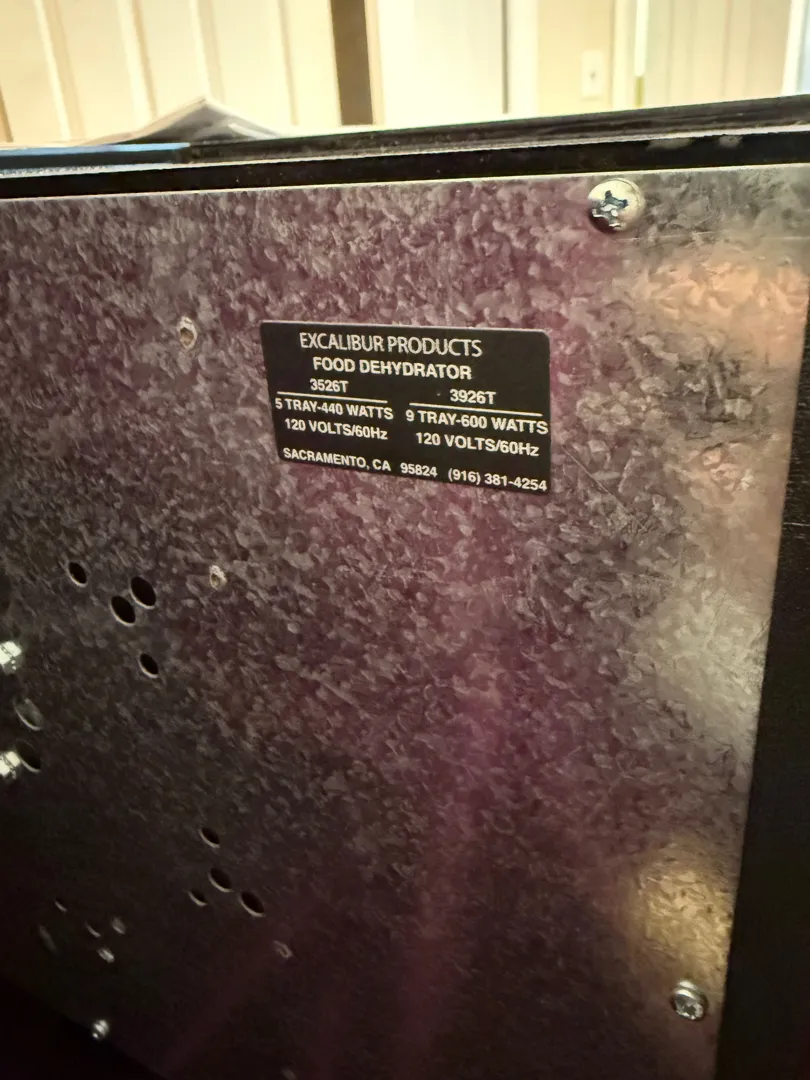 EXCALIBUR PRODUCTS
FOOD DEHYDRATOR
3526T 3926T
5 TRAY-440 WATTS 9 TRAY-600 WATTS
120 VOLTS/60Hz 120 VOLTS/60Hz
SACRAMENTO, CA 95824 (916) 381-4254